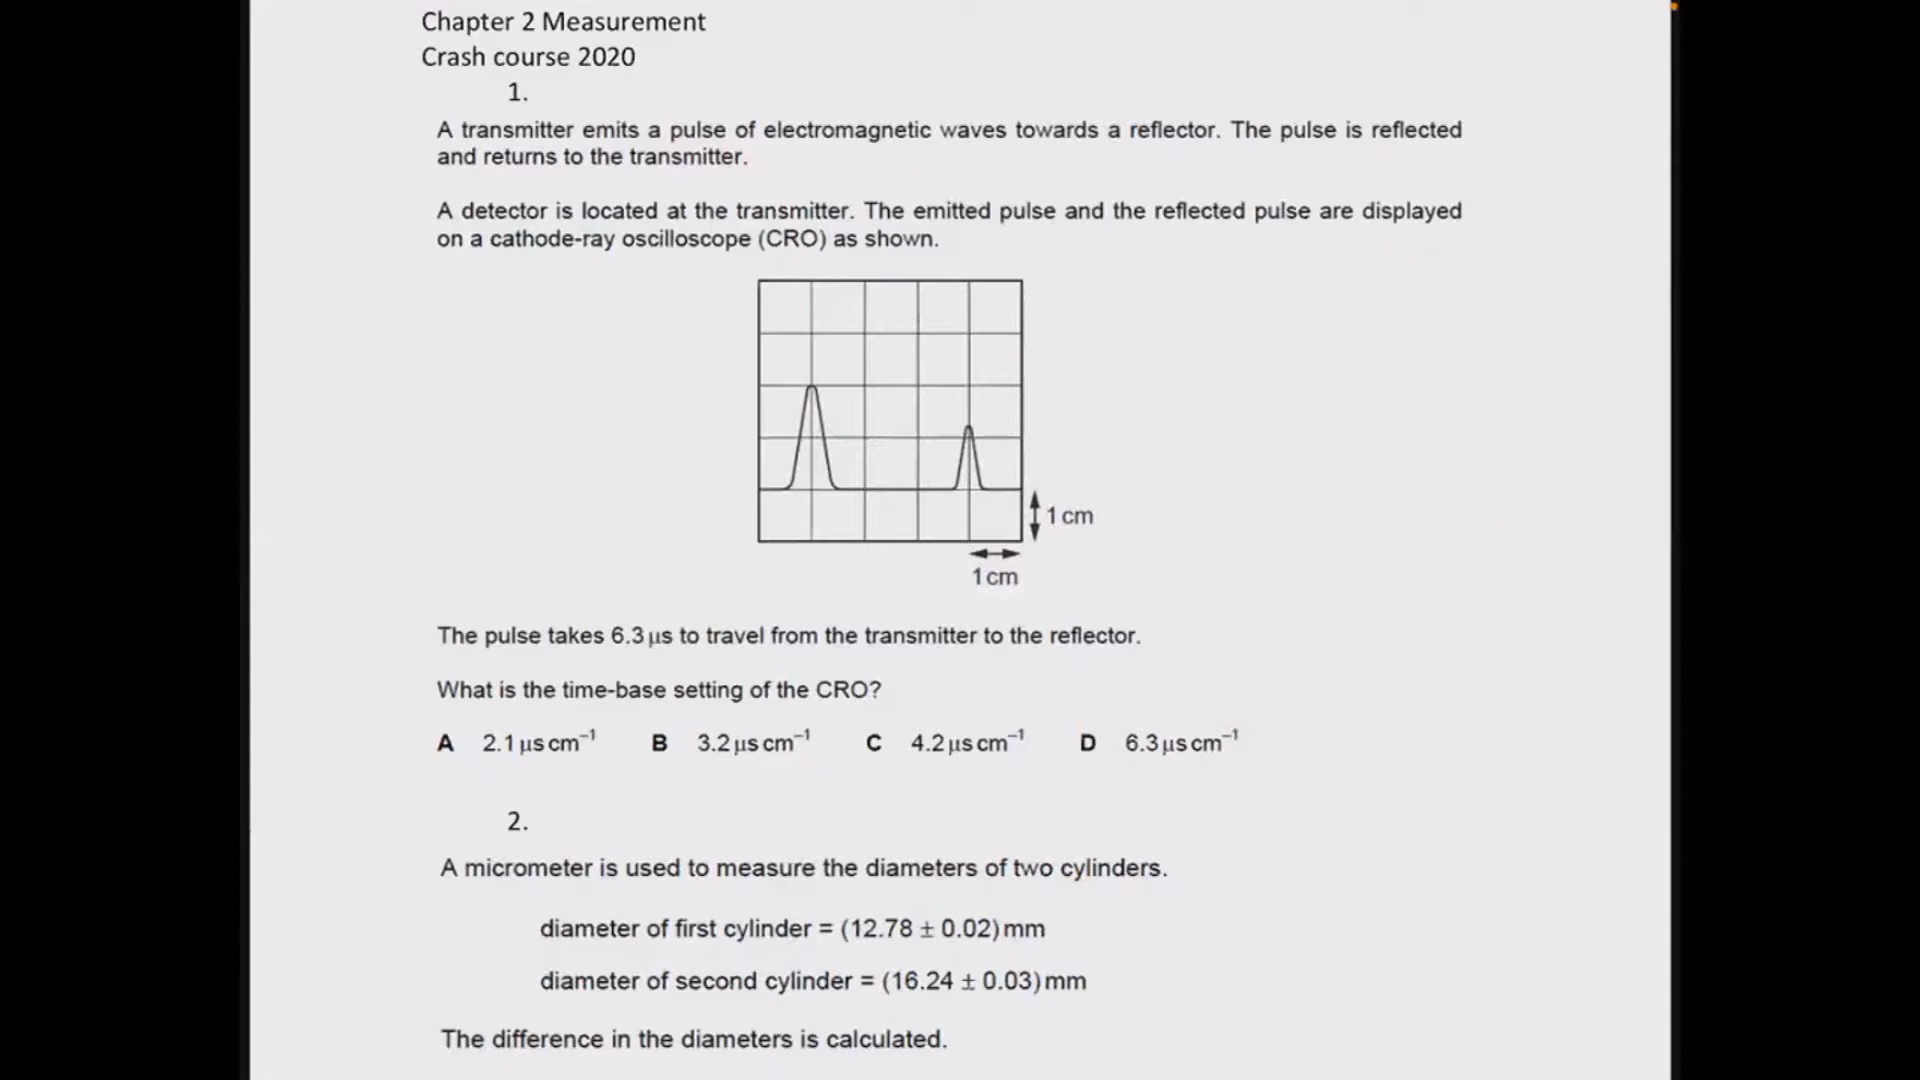 Chapter 2 Measurement
Crash course 2020
1.
A transmitter emits a pulse of electromagnetic waves towards a reflector. The pulse is reflected
and returns to the transmitter.
A detector is located at the transmitter. The emitted pulse and the reflected pulse are displayed
on a cathode-ray oscilloscope (CRO) as shown.
1 cm
1 cm
The pulse takes 6.3 µs to travel from the transmitter to the reflector.
What is the time-base setting of the CRO?
A 2.1 µs cm⁻¹ B 3.2 µs cm⁻¹ C 4.2 µs cm⁻¹ D 6.3 µs cm⁻¹
2.
A micrometer is used to measure the diameters of two cylinders.
diameter of first cylinder = (12.78 ± 0.02) mm
diameter of second cylinder = (16.24 ± 0.03) mm
The difference in the diameters is calculated.